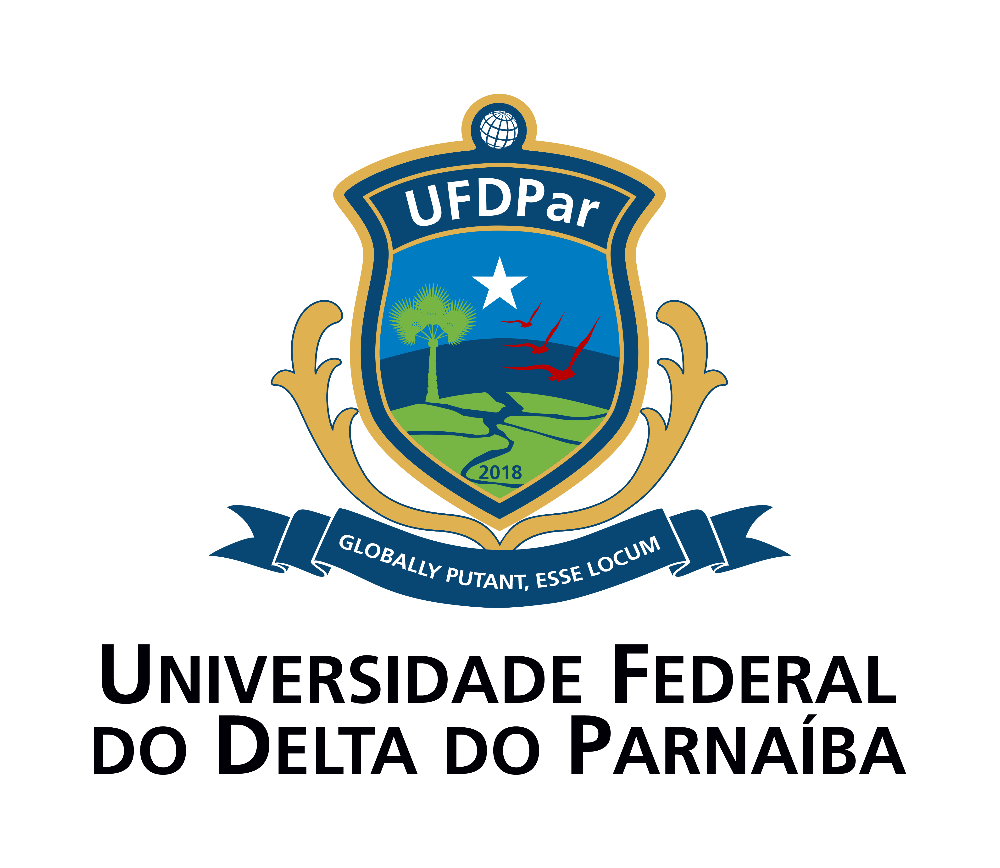 UFDPar
2018
GLOBALLY PUTANT, ESSE LOCUM
UNIVERSIDADE FEDERAL
DO DELTA DO PARNAÍBA